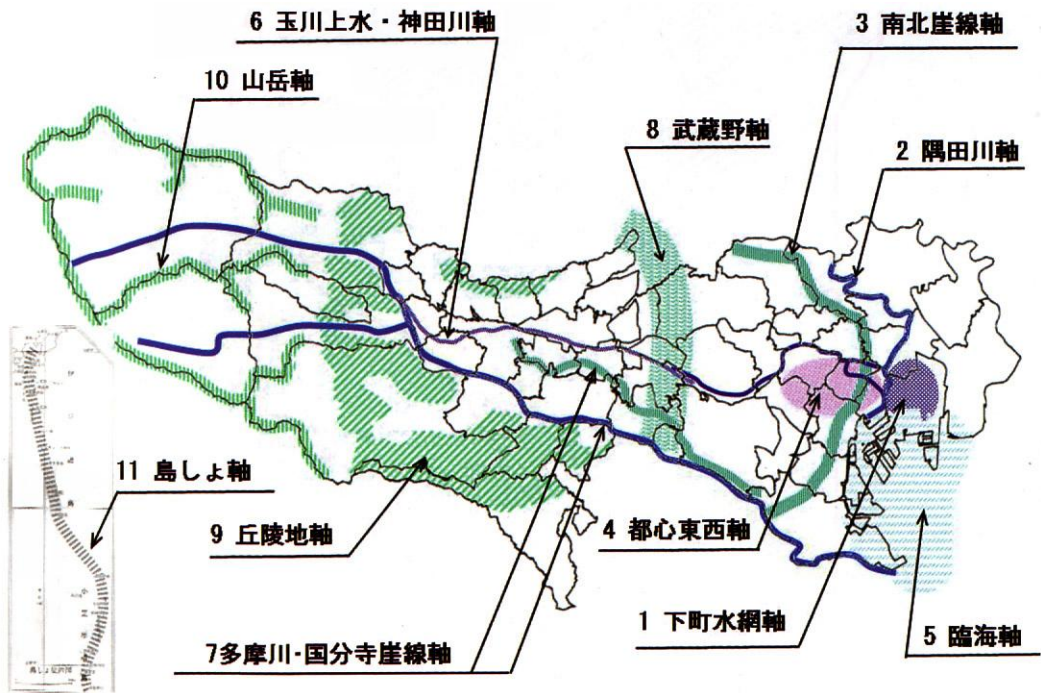 6 玉川上水・神田川軸
3 南北崖線軸
10 山岳軸
8 武蔵野軸
2 隅田川軸
11 島しょ軸
9 丘陵地軸
4 都心東西軸
1 下町水網軸
5 臨海軸
7多摩川・国分寺崖線軸